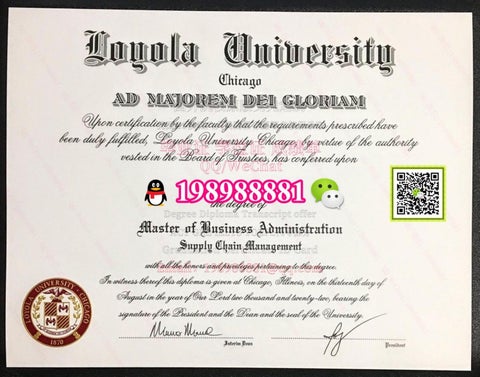 Loyola University
Chicago
AD MAJOREM DEI GLORIAM
Upon certification by the faculty that the requirements prescribed have
been duly fulfilled, Loyola University Chicago, by virtue of the authority
vested in the Board of Trustees, has conferred upon
QQ/WeChat
198988881
the degree of
Degree Diploma Transcript offer
Master of Business Administration
Supply Chain Management
with all the honors and privileges pertaining to this degree.
In witness thereof this diploma is given at Chicago, Illinois, on the thirteenth day of
August in the year of Our Lord two thousand and twenty-two, bearing the
signature of the President and the Dean and the seal of the University.
LOYOLA UNIVERSITY CHICAGO
1870
Interim Dean
President